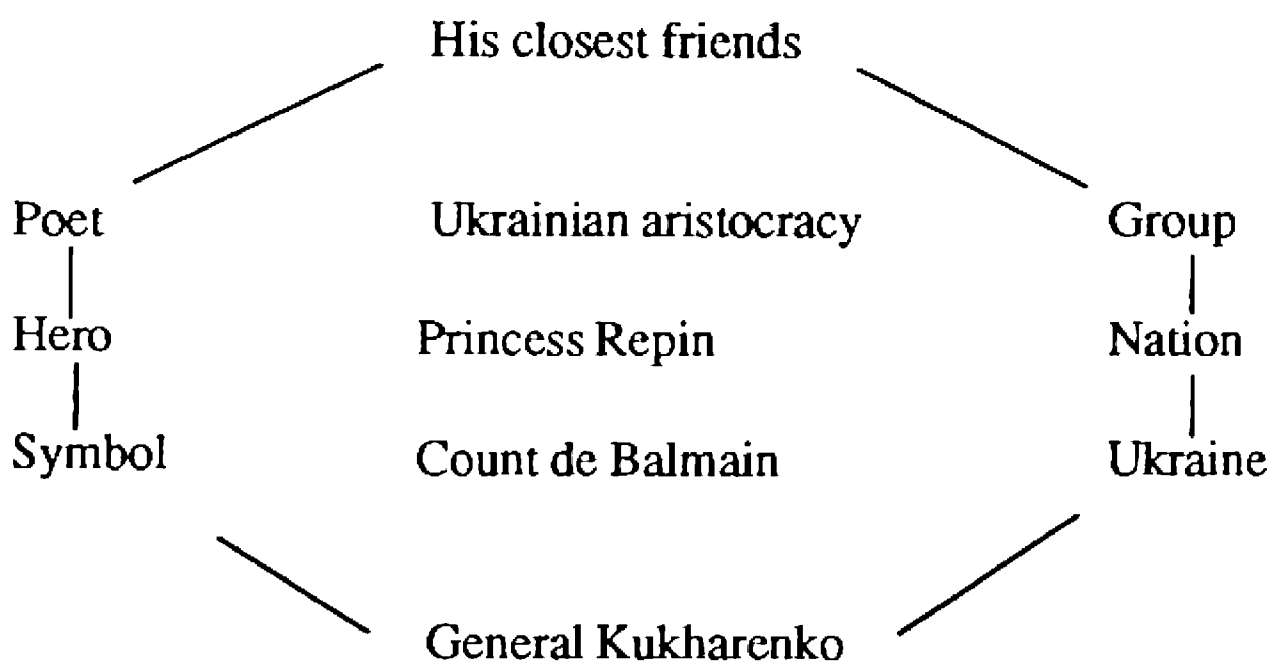 His closest friends
Poet Ukrainian aristocracy Group
Hero Princess Repin Nation
Symbol Count de Balmain Ukraine
General Kukharenko